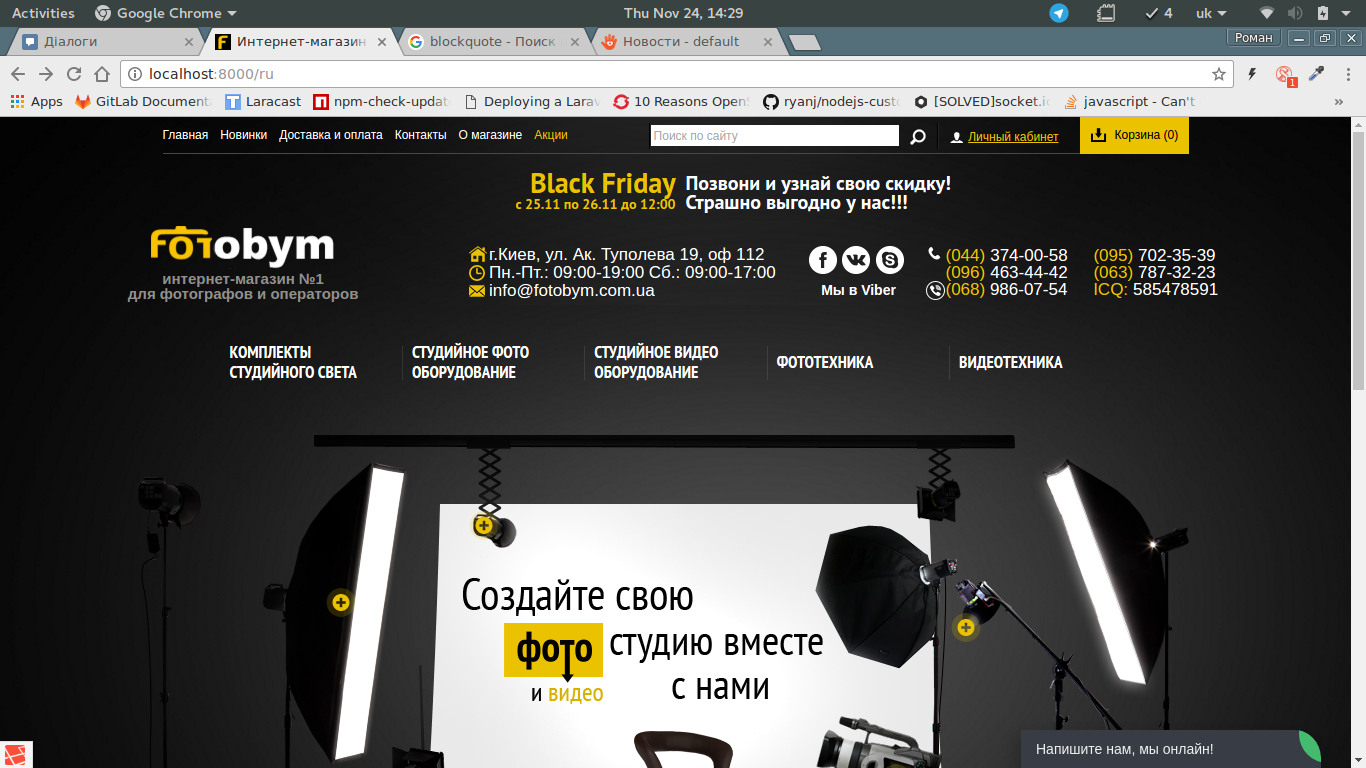 Activities Google Chrome Thu Nov 24, 14:29 4 uk
Діалоги Интернет-магазин blockquote - Поиск Новости - default Роман
localhost:8000/ru
Apps GitLab Documenta Laracast npm-check-updat Deploying a Larav 10 Reasons OpenS ryanj/nodejs-custo [SOLVED]socket.io javascript - Can't »
1
Главная Новинки Доставка и оплата Контакты О магазине Акции Поиск по сайту Личный кабинет Корзина (0)
Black Friday Позвони и узнай свою скидку!
с 25.11 по 26.11 до 12:00 Страшно выгодно у нас!!!
Fотоbym
интернет-магазин №1
для фотографов и операторов
г.Киев, ул. Ак. Туполева 19, оф 112
Пн.-Пт.: 09:00-19:00 Сб.: 09:00-17:00
info@fotobym.com.ua
Мы в Viber
(044) 374-00-58 (095) 702-35-39
(096) 463-44-42 (063) 787-32-23
(068) 986-07-54 ICQ: 585478591
КОМПЛЕКТЫ
СТУДИЙНОГО СВЕТА
СТУДИЙНОЕ ФОТО
ОБОРУДОВАНИЕ
СТУДИЙНОЕ ВИДЕО
ОБОРУДОВАНИЕ
ФОТОТЕХНИКА
ВИДЕОТЕХНИКА
Создайте свою
фото студию вместе
и видео с нами
Напишите нам, мы онлайн!